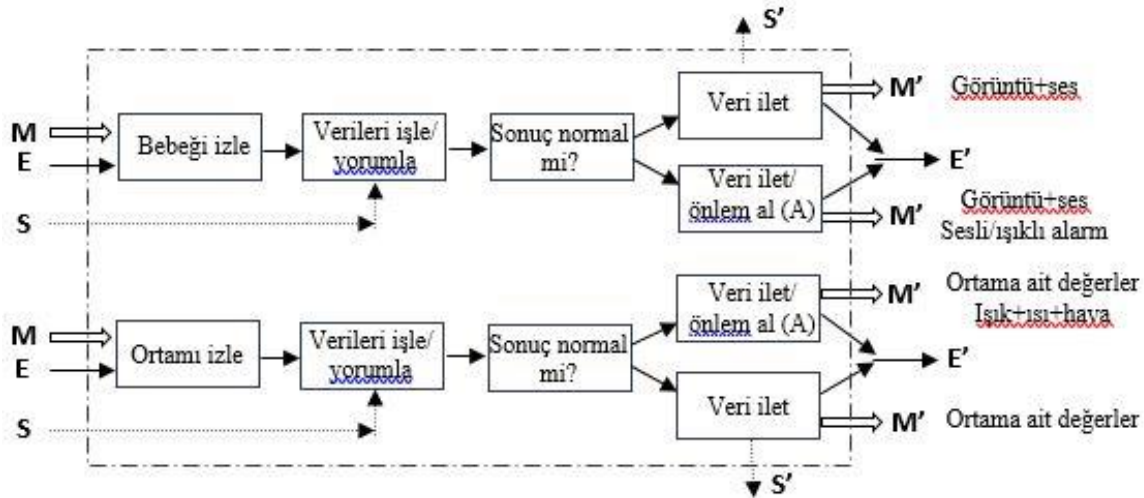 S’
M’ Görüntü+ses
Veri ilet
M
E
Bebeği izle
Verileri işle/
yorumla
Sonuç normal
mi?
E’
Veri ilet/
önlem al (A)
S
M’ Görüntü+ses
Sesli/ışıklı alarm
M’ Ortama ait değerler
Işık+ısı+hava
Veri ilet/
önlem al (A)
M
E
Ortamı izle
Verileri işle/
yorumla
Sonuç normal
mi?
E’
Veri ilet
S
M’ Ortama ait değerler
S’